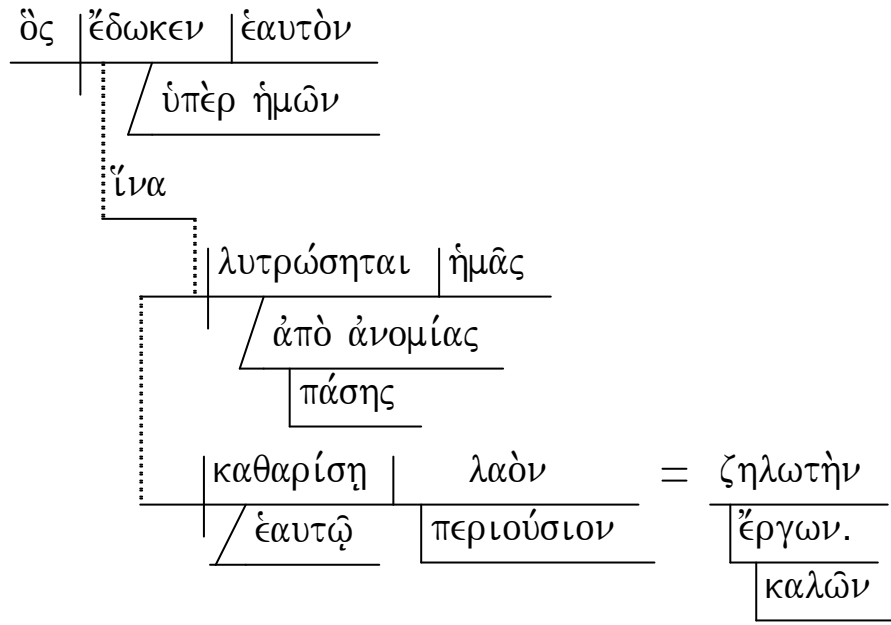 ὃς ἔδωκεν ἑαυτὸν
ὑπὲρ ἡμῶν
ἵνα
λυτρώσηται ἡμᾶς
ἀπὸ ἀνομίας
πάσης
καθαρίσῃ λαὸν = ζηλωτὴν
ἑαυτῷ περιούσιον ἔργων.
καλῶν